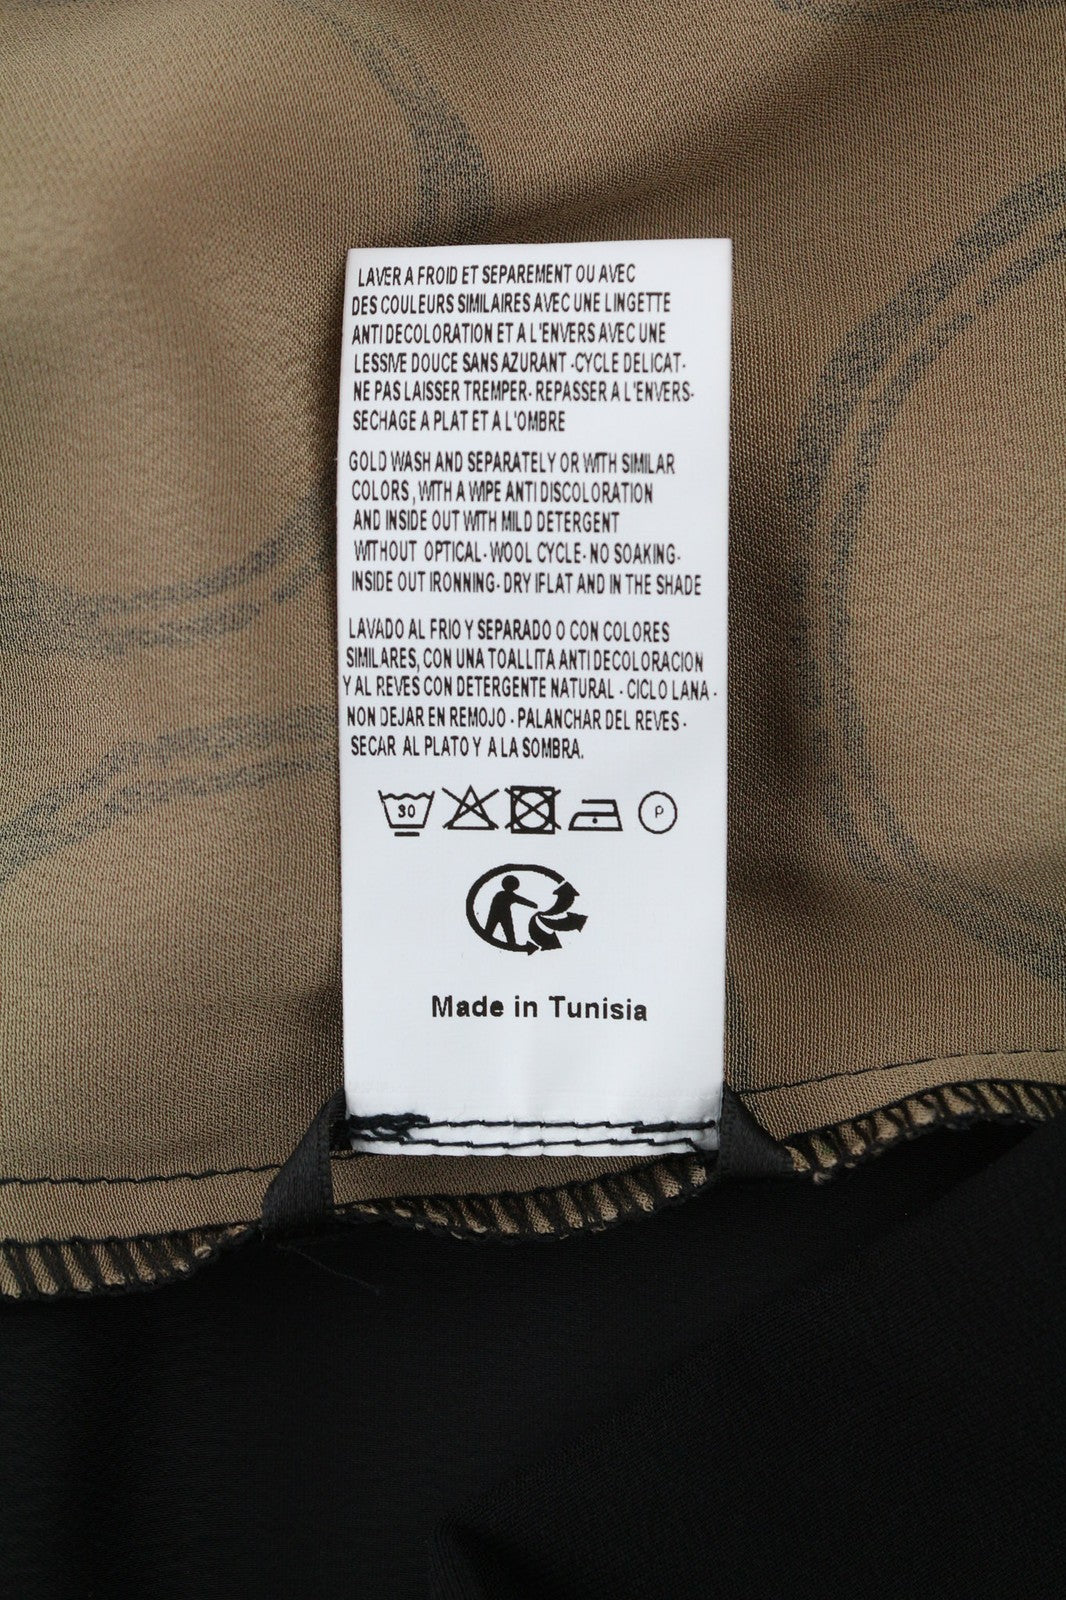 LAVER A FROID ET SEPAREMENT OU AVEC
DES COULEURS SIMILAIRES AVEC UNE LINGETTE
ANTI DECOLORATION ET A L'ENVERS AVEC UNE
LESSIVE DOUCE SANS AZURANT -CYCLE DELICAT-
NE PAS LAISSER TREMPER- REPASSER A L'ENVERS-
SECHAGE A PLAT ET A L'OMBRE
GOLD WASH AND SEPARATELY OR WITH SIMILAR
COLORS , WITH A WIPE ANTI DISCOLORATION
AND INSIDE OUT WITH MILD DETERGENT
WITHOUT OPTICAL- WOOL CYCLE- NO SOAKING-
INSIDE OUT IRONNING- DRY IFLAT AND IN THE SHADE
LAVADO AL FRIO Y SEPARADO O CON COLORES
SIMILARES, CON UNA TOALLITA ANTI DECOLORACION
Y AL REVES CON DETERGENTE NATURAL - CICLO LANA -
NON DEJAR EN REMOJO - PALANCHAR DEL REVES -
SECAR AL PLATO Y A LA SOMBRA.
30 P
Made in Tunisia